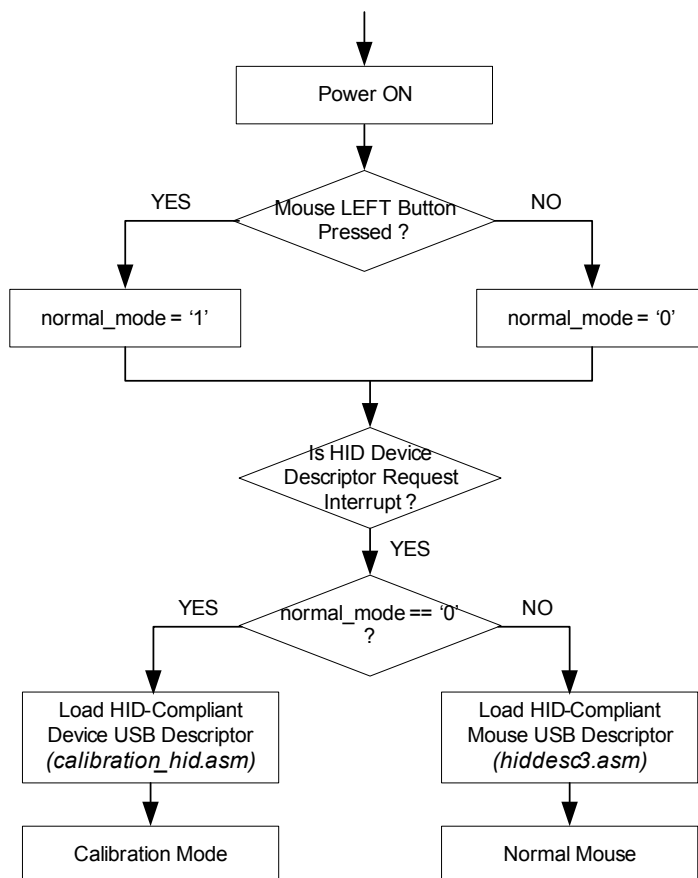 Power ON
Mouse LEFT Button
Pressed ?
YES
NO
normal_mode = ‘1’
normal_mode = ‘0’
Is HID Device
Descriptor Request
Interrupt ?
YES
normal_mode == ‘0’
?
YES
NO
Load HID-Compliant
Device USB Descriptor
(calibration_hid.asm)
Load HID-Compliant
Mouse USB Descriptor
(hiddesc3.asm)
Calibration Mode
Normal Mouse